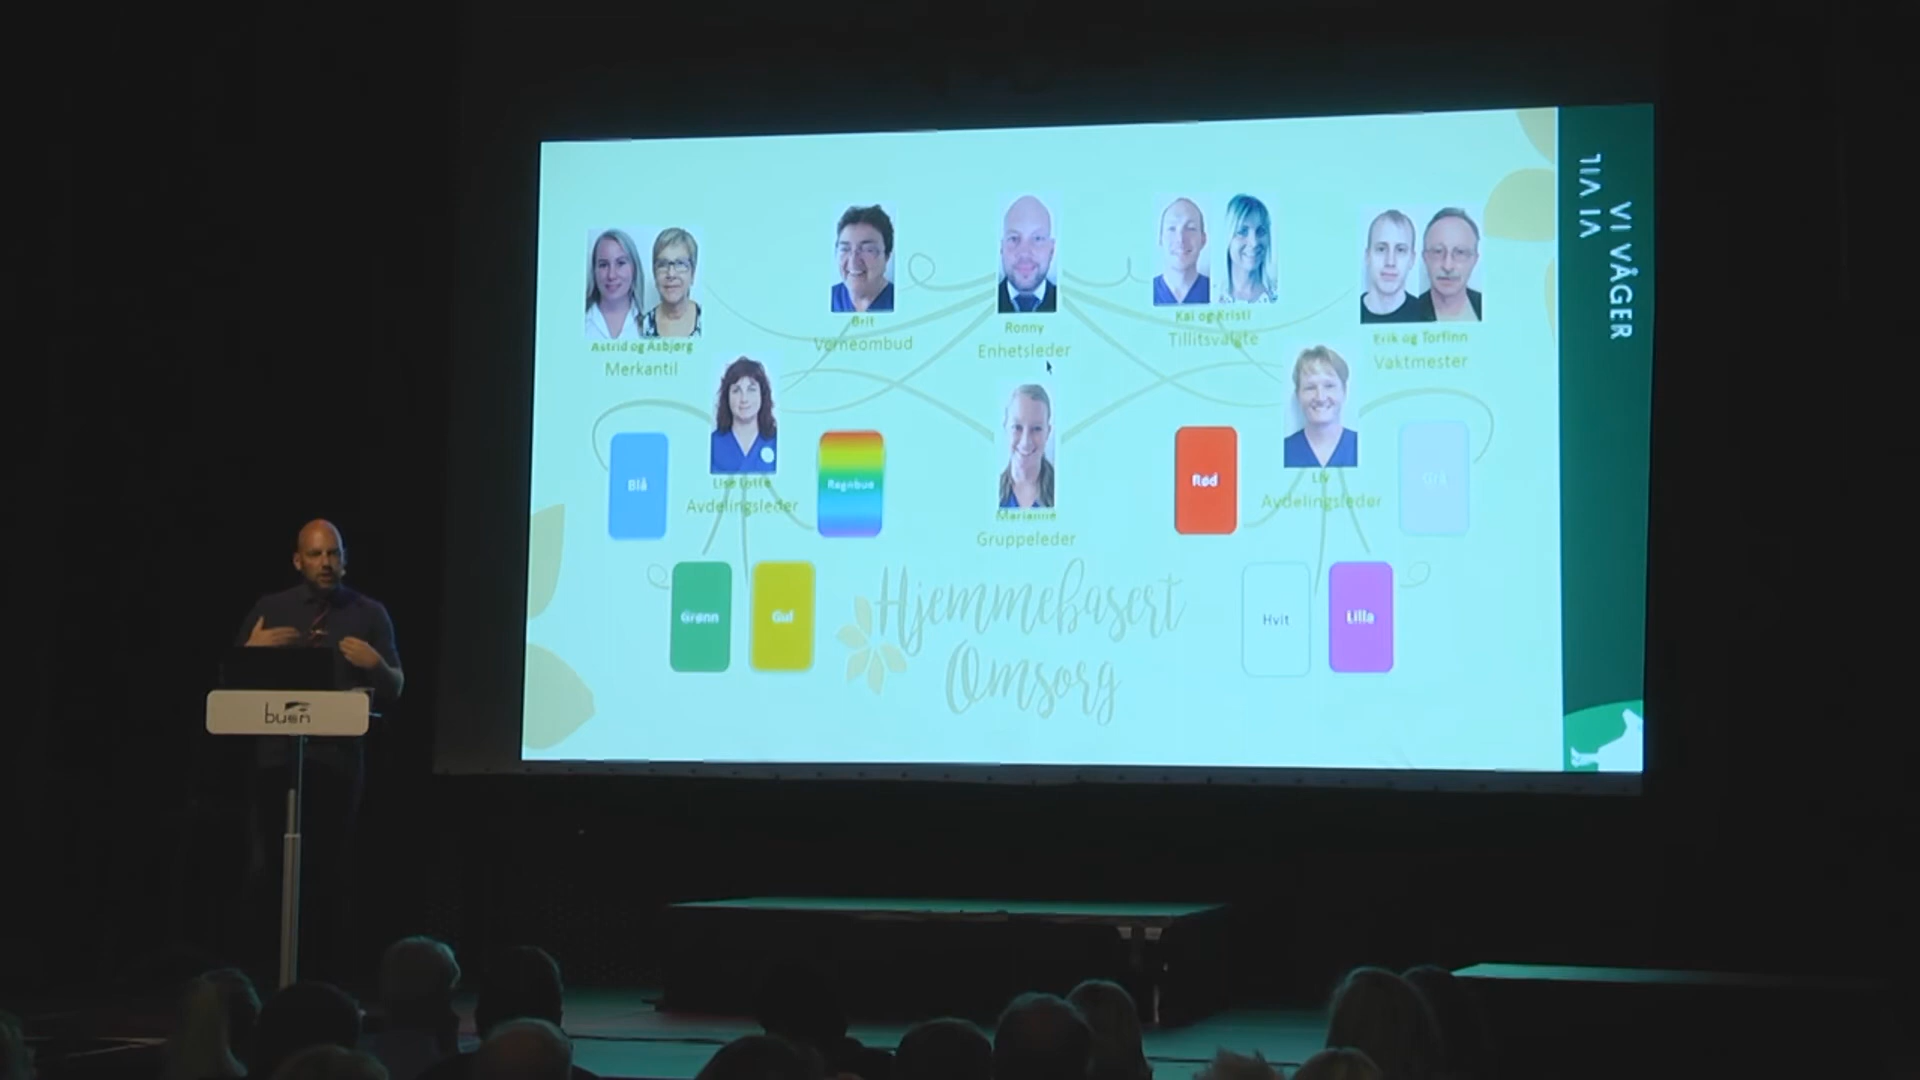 VI VIL
VI VÅGER
Brit
Verneombud
Ronny
Enhetsleder
Kai og Kristi
Tillitsvalgte
Erik og Torfinn
Vaktmester
Astrid og Asbjørg
Merkantil
Blå
Lise Lotte
Avdelingsleder
Regnbue
Marianne
Gruppeleder
Rød
Liv
Avdelingsleder
Grå
Grønn
Gul
Hjemmebasert
Omsorg
Hvit
Lilla
buen